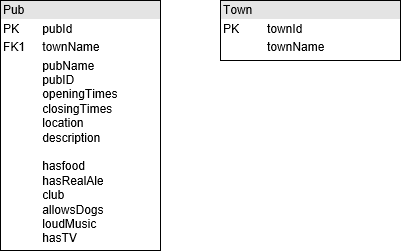 Pub
PK pubId
FK1 townName
pubName
pubID
openingTimes
closingTimes
location
description
hasfood
hasRealAle
club
allowsDogs
loudMusic
hasTV
Town
PK townId
townName